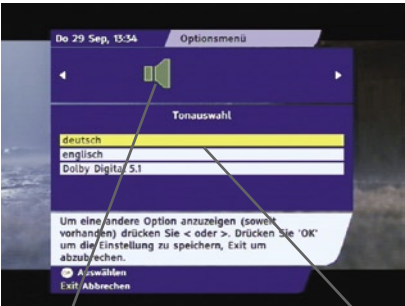 Do 29 Sep, 13:34 Optionsmenü
Tonauswahl
deutsch
englisch
Dolby Digital 5.1
Um eine andere Option anzuzeigen (soweit
vorhanden) drücken Sie < oder >. Drücken Sie 'OK'
um die Einstellung zu speichern, Exit um
abzubrechen.
OK Auswählen
Exit Abbrechen